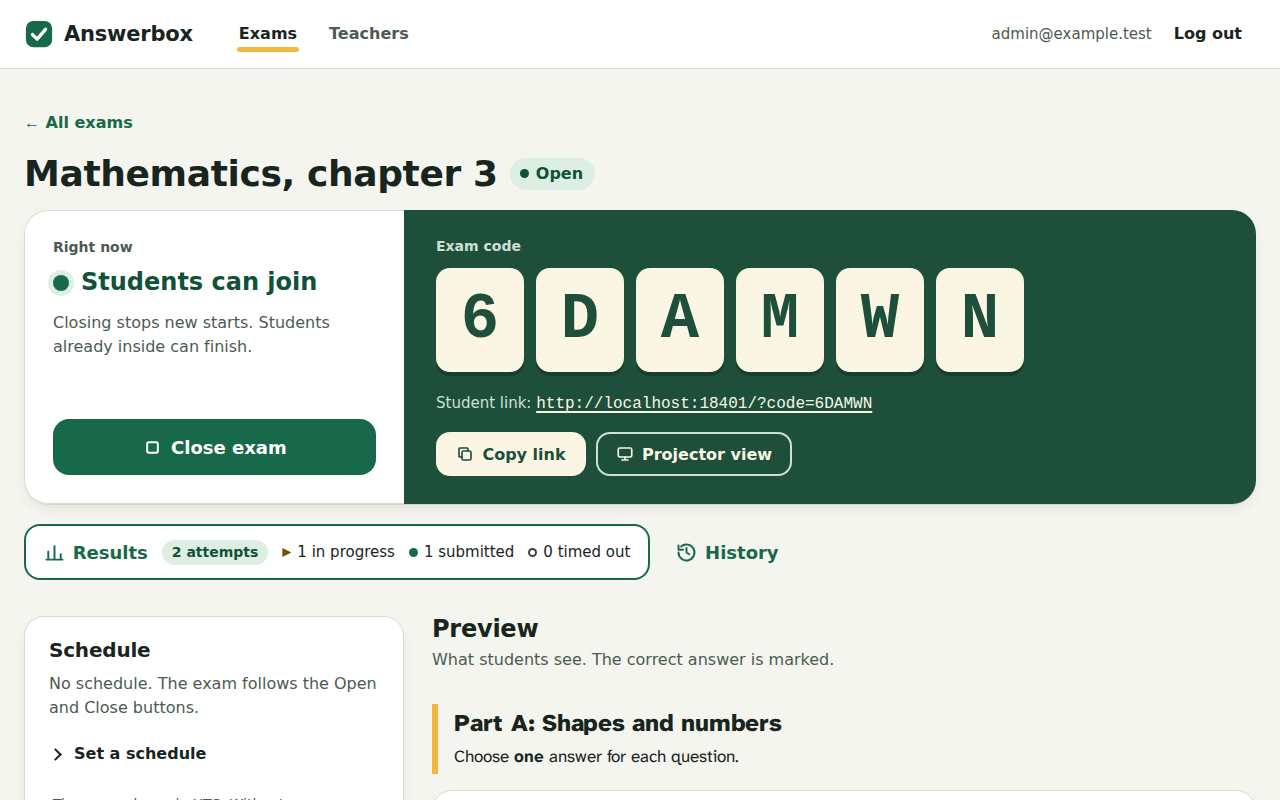 Answerbox
Exams
Teachers
admin@example.test
Log out
← All exams
Mathematics, chapter 3
Open
Right now
Students can join
Closing stops new starts. Students
already inside can finish.
Close exam
Exam code
6 D A M W N
Student link: http://localhost:18401/?code=6DAMWN
Copy link
Projector view
Results
2 attempts
1 in progress
1 submitted
0 timed out
History
Schedule
No schedule. The exam follows the Open
and Close buttons.
Set a schedule
Preview
What students see. The correct answer is marked.
Part A: Shapes and numbers
Choose one answer for each question.